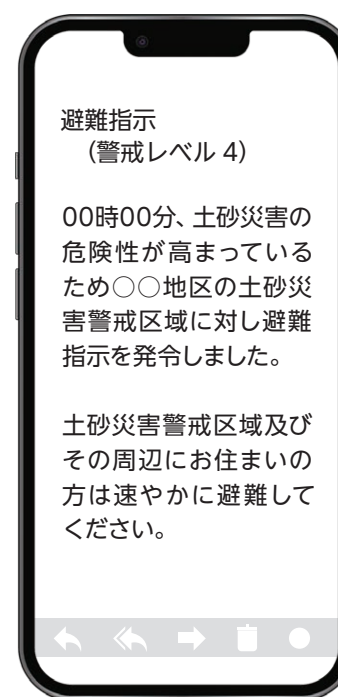 避難指示
（警戒レベル 4）
00時00分、土砂災害の
危険性が高まっている
ため○○地区の土砂災
害警戒区域に対し避難
指示を発令しました。
土砂災害警戒区域及び
その周辺にお住まいの
方は速やかに避難して
ください。